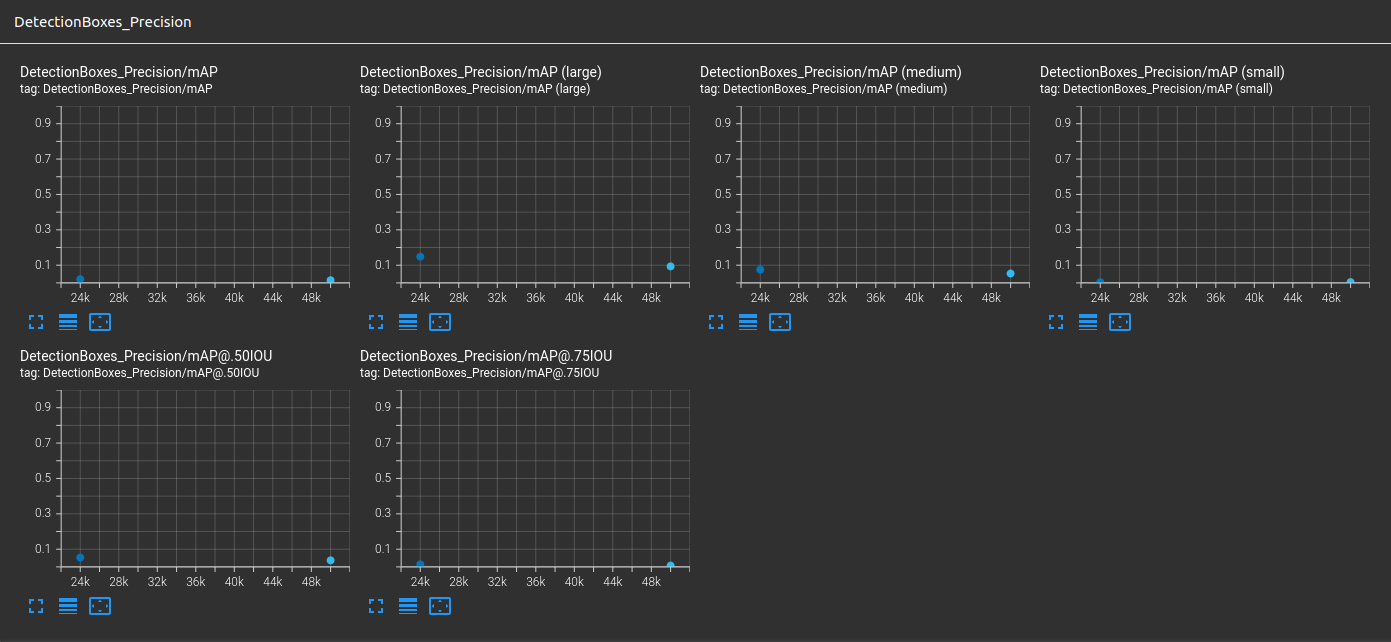 DetectionBoxes_Precision
DetectionBoxes_Precision/mAP
tag: DetectionBoxes_Precision/mAP
0.9
0.7
0.5
0.3
0.1
24k 28k 32k 36k 40k 44k 48k
DetectionBoxes_Precision/mAP (large)
tag: DetectionBoxes_Precision/mAP (large)
0.9
0.7
0.5
0.3
0.1
24k 28k 32k 36k 40k 44k 48k
DetectionBoxes_Precision/mAP (medium)
tag: DetectionBoxes_Precision/mAP (medium)
0.9
0.7
0.5
0.3
0.1
24k 28k 32k 36k 40k 44k 48k
DetectionBoxes_Precision/mAP (small)
tag: DetectionBoxes_Precision/mAP (small)
0.9
0.7
0.5
0.3
0.1
24k 28k 32k 36k 40k 44k 48k
DetectionBoxes_Precision/mAP@.50IOU
tag: DetectionBoxes_Precision/mAP@.50IOU
0.9
0.7
0.5
0.3
0.1
24k 28k 32k 36k 40k 44k 48k
DetectionBoxes_Precision/mAP@.75IOU
tag: DetectionBoxes_Precision/mAP@.75IOU
0.9
0.7
0.5
0.3
0.1
24k 28k 32k 36k 40k 44k 48k